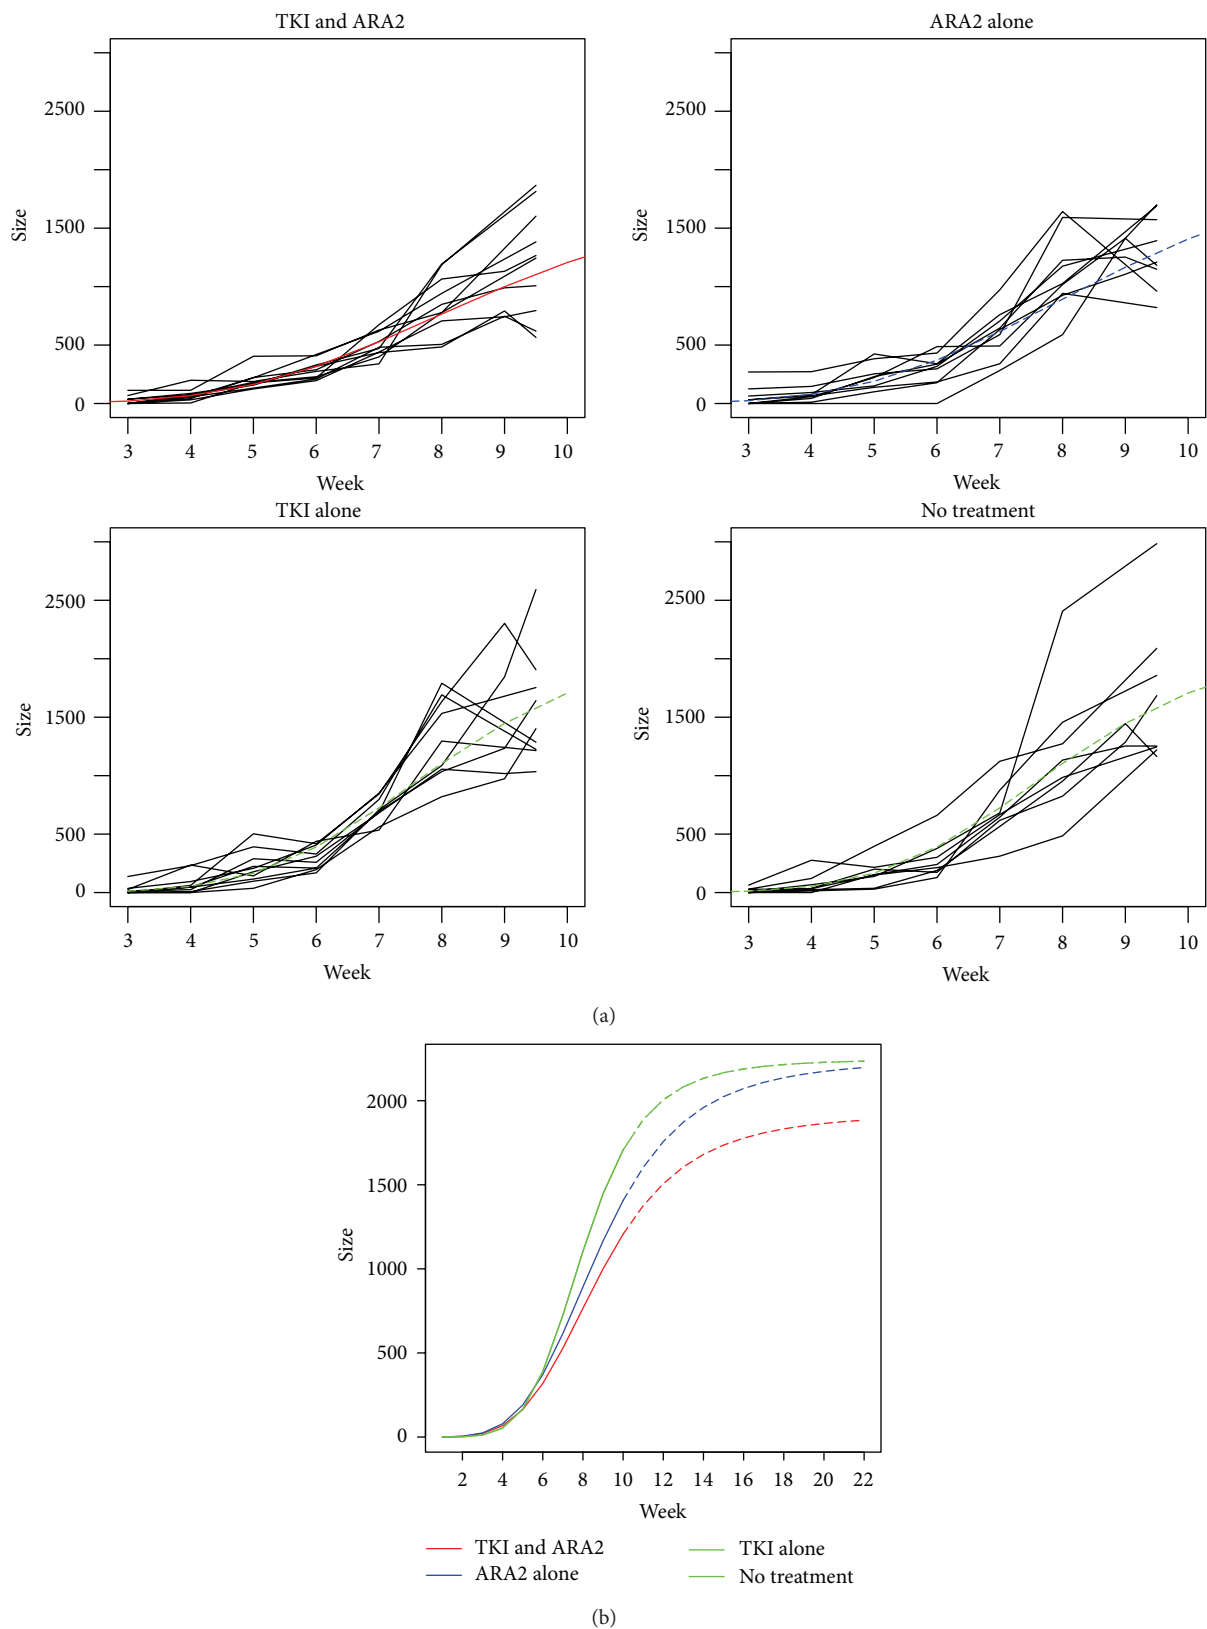 TKI and ARA2
2500
1500
500
0
Size
3 4 5 6 7 8 9 10
Week
ARA2 alone
2500
1500
500
0
Size
3 4 5 6 7 8 9 10
Week
TKI alone
2500
1500
500
0
Size
3 4 5 6 7 8 9 10
Week
No treatment
2500
1500
500
0
Size
3 4 5 6 7 8 9 10
Week
(a)
2000
1500
1000
500
0
Size
2 4 6 8 10 12 14 16 18 20 22
Week
TKI and ARA2
ARA2 alone
TKI alone
No treatment
(b)